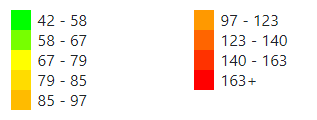 42 - 58
58 - 67
67 - 79
79 - 85
85 - 97
97 - 123
123 - 140
140 - 163
163+